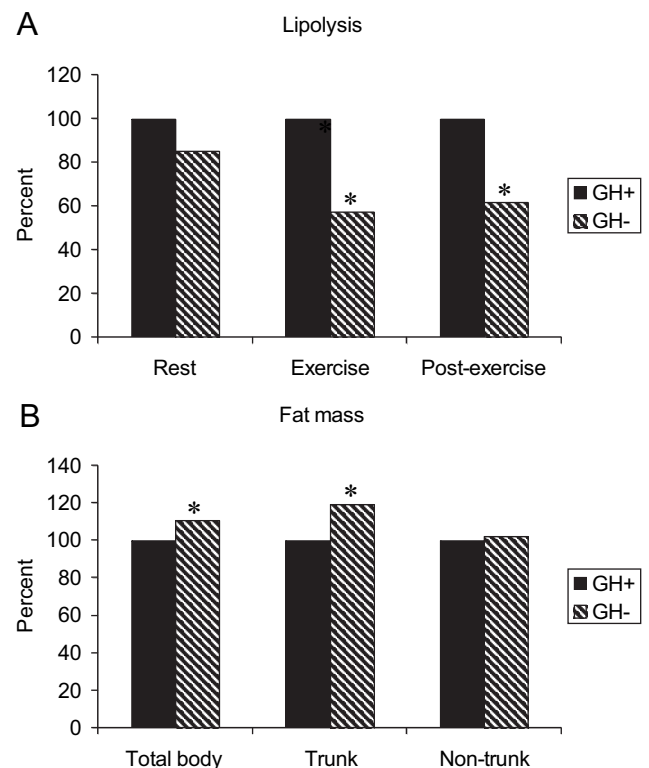 A
Lipolysis
120
100
80
60
40
20
0
Percent
*
*
*
GH+
GH-
Rest Exercise Post-exercise
B
Fat mass
140
120
100
80
60
40
20
0
Percent
*
*
GH+
GH-
Total body Trunk Non-trunk